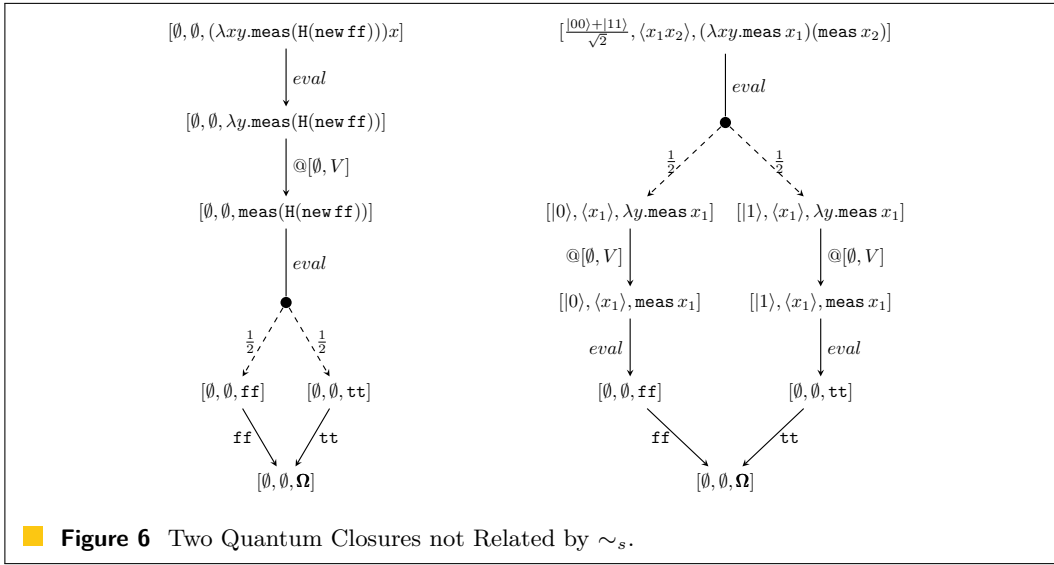 [∅, ∅, (λxy.meas(H(new ff)))x]
eval
[∅, ∅, λy.meas(H(new ff))]
@[∅, V]
[∅, ∅, meas(H(new ff))]
eval
1/2 1/2
[∅, ∅, ff] [∅, ∅, tt]
ff tt
[∅, ∅, Ω]
[|00⟩+|11⟩/√2, ⟨x₁x₂⟩, (λxy.meas x₁)(meas x₂)]
eval
1/2 1/2
[|0⟩, ⟨x₁⟩, λy.meas x₁] [|1⟩, ⟨x₁⟩, λy.meas x₁]
@[∅, V] @[∅, V]
[|0⟩, ⟨x₁⟩, meas x₁] [|1⟩, ⟨x₁⟩, meas x₁]
eval eval
[∅, ∅, ff] [∅, ∅, tt]
ff tt
[∅, ∅, Ω]
Figure 6 Two Quantum Closures not Related by ∼ₛ.